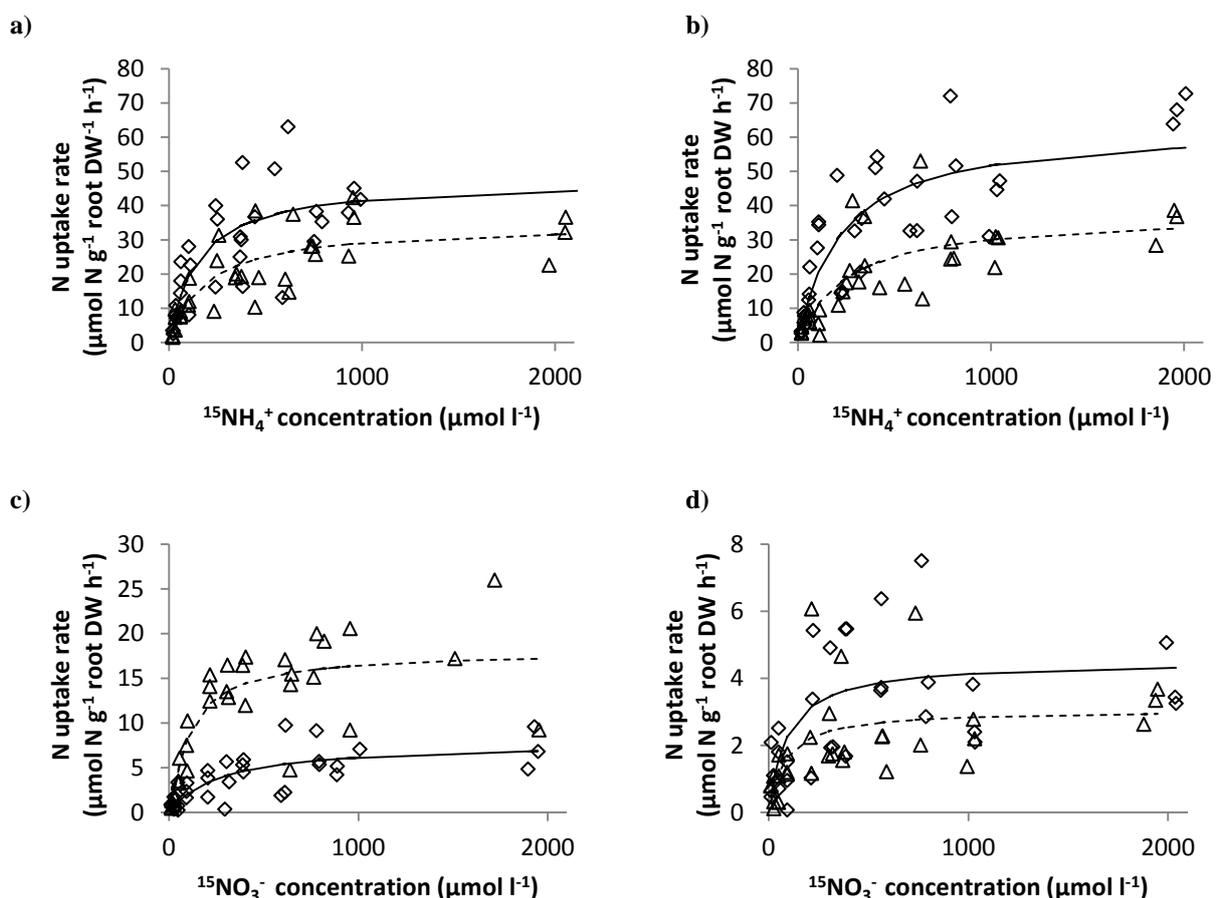 a)
N uptake rate
(µmol N g⁻¹ root DW⁻¹ h⁻¹)
80
70
60
50
40
30
20
10
0
0 1000 2000
¹⁵NH₄⁺ concentration (µmol l⁻¹)
b)
N uptake rate
(µmol N g⁻¹ root DW h⁻¹)
80
70
60
50
40
30
20
10
0
0 1000 2000
¹⁵NH₄⁺ concentration (µmol l⁻¹)
c)
N uptake rate
(µmol N g⁻¹ root DW h⁻¹)
30
25
20
15
10
5
0
0 1000 2000
¹⁵NO₃⁻ concentration (µmol l⁻¹)
d)
N uptake rate
(µmol N g⁻¹ root DW h⁻¹)
8
6
4
2
0
0 1000 2000
¹⁵NO₃⁻ concentration (µmol l⁻¹)